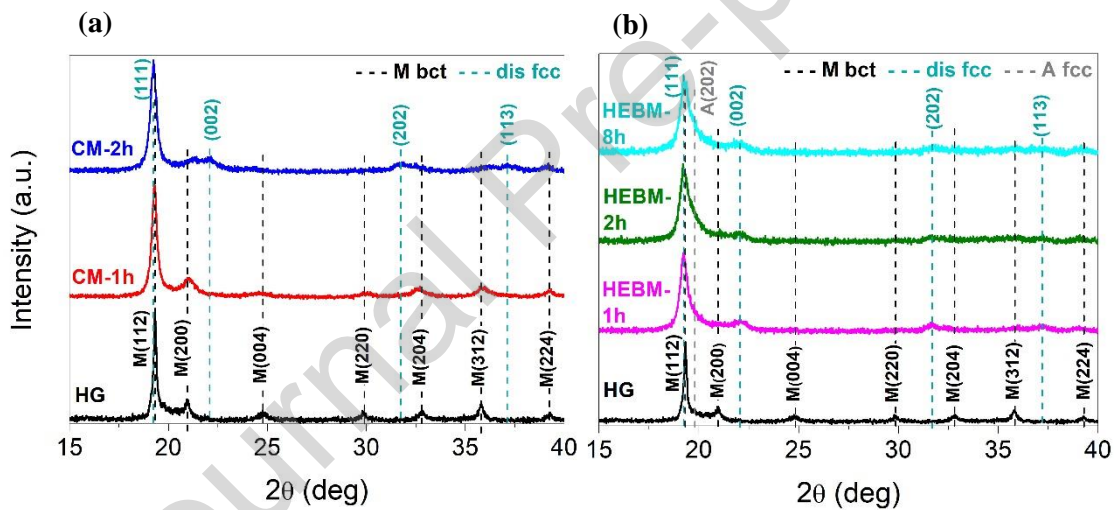 (a)
(b)
(111)
M bct
dis fcc
(002)
(202)
(113)
CM-2h
CM-1h
HG
M(112)
M(200)
M(004)
M(220)
M(204)
M(312)
M(224)
Intensity (a.u.)
15 20 25 30 35 40
2θ (deg)
(111)
A(202)
M bct
dis fcc
A fcc
(002)
(202)
(113)
HEBM-
8h
HEBM-
2h
HEBM-
1h
HG
M(112)
M(200)
M(004)
M(220)
M(204)
M(312)
M(224)
15 20 25 30 35 40
2θ (deg)
ournal Pre-p